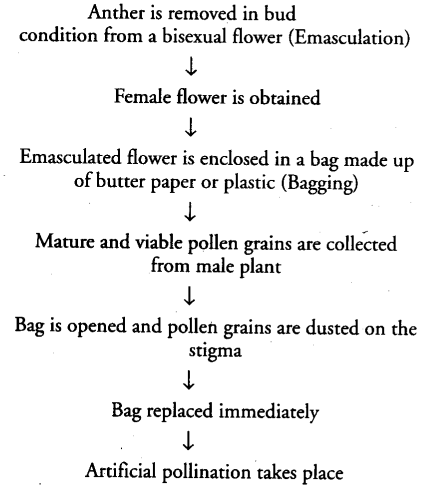 Anther is removed in bud
condition from a bisexual flower (Emasculation)
↓
Female flower is obtained
↓
Emasculated flower is enclosed in a bag made up
of butter paper or plastic (Bagging)
↓
Mature and viable pollen grains are collected
from male plant
↓
Bag is opened and pollen grains are dusted on the
stigma
↓
Bag replaced immediately
↓
Artificial pollination takes place